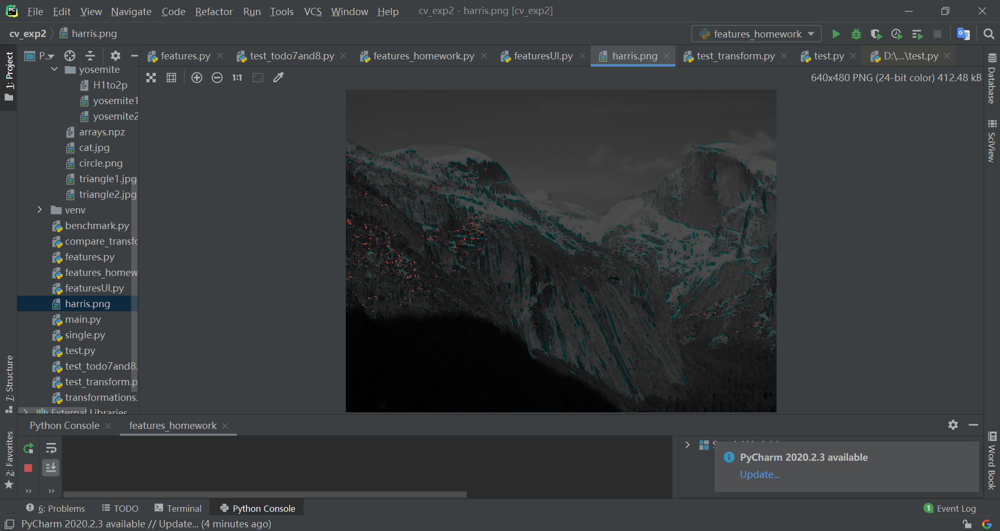 PC File Edit View Navigate Code Refactor Run Tools VCS Window Help cv_exp2 - harris.png [cv_exp2]
cv_exp2 harris.png features_homework
P... features.py test_todo7and8.py features_homework.py featuresUI.py harris.png test_transform.py test.py D:\...\test.py
640x480 PNG (24-bit color) 412.48 kB
1:1
1: Project
7: Structure
2: Favorites
yosemite
H1to2p
yosemite1
yosemite2
arrays.npz
cat.jpg
circle.png
triangle1.jpg
triangle2.jpg
venv
benchmark.py
compare_transfo
features.py
features_homew
featuresUI.py
harris.png
main.py
single.py
test.py
test_todo7and8.
test_transform.p
transformations.
External Libraries
Database
SciView
Word Book
Python Console features_homework
PyCharm 2020.2.3 available
Update...
6: Problems TODO Terminal Python Console 1 Event Log
PyCharm 2020.2.3 available // Update... (4 minutes ago)